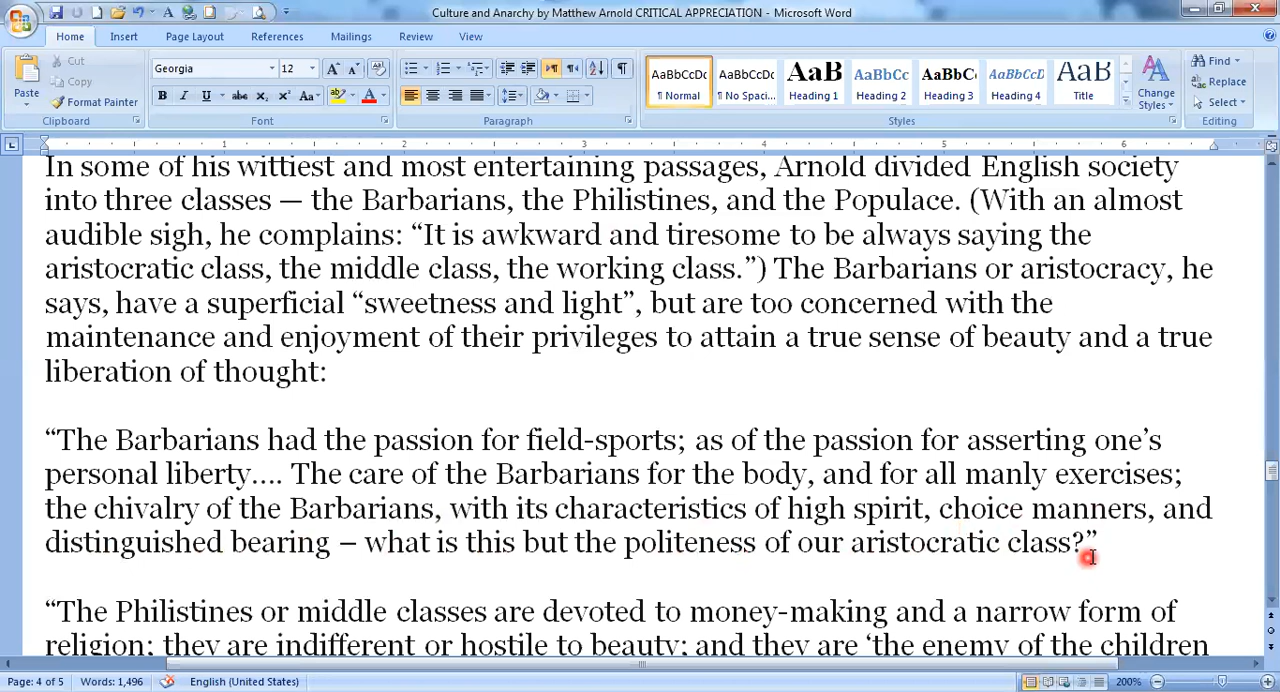 Culture and Anarchy by Matthew Arnold CRITICAL APPRECIATION - Microsoft Word
Home Insert Page Layout References Mailings Review View
Paste
Cut
Copy
Format Painter
Clipboard
Georgia 12
Font
Paragraph
AaBbCcDc AaBbCcDc AaB AaBbCc AaBbCc AaBbCcD AaB
¶ Normal ¶ No Spaci... Heading 1 Heading 2 Heading 3 Heading 4 Title
Change Styles
Styles
Find
Replace
Select
Editing
1 2 3 4 5 6
In some of his wittiest and most entertaining passages, Arnold divided English society
into three classes — the Barbarians, the Philistines, and the Populace. (With an almost
audible sigh, he complains: “It is awkward and tiresome to be always saying the
aristocratic class, the middle class, the working class.”) The Barbarians or aristocracy, he
says, have a superficial “sweetness and light”, but are too concerned with the
maintenance and enjoyment of their privileges to attain a true sense of beauty and a true
liberation of thought:
“The Barbarians had the passion for field-sports; as of the passion for asserting one’s
personal liberty…. The care of the Barbarians for the body, and for all manly exercises;
the chivalry of the Barbarians, with its characteristics of high spirit, choice manners, and
distinguished bearing – what is this but the politeness of our aristocratic class?”
“The Philistines or middle classes are devoted to money-making and a narrow form of
religion; they are indifferent or hostile to beauty; and they are ‘the enemy of the children
Page: 4 of 5 Words: 1,496 English (United States) 200%